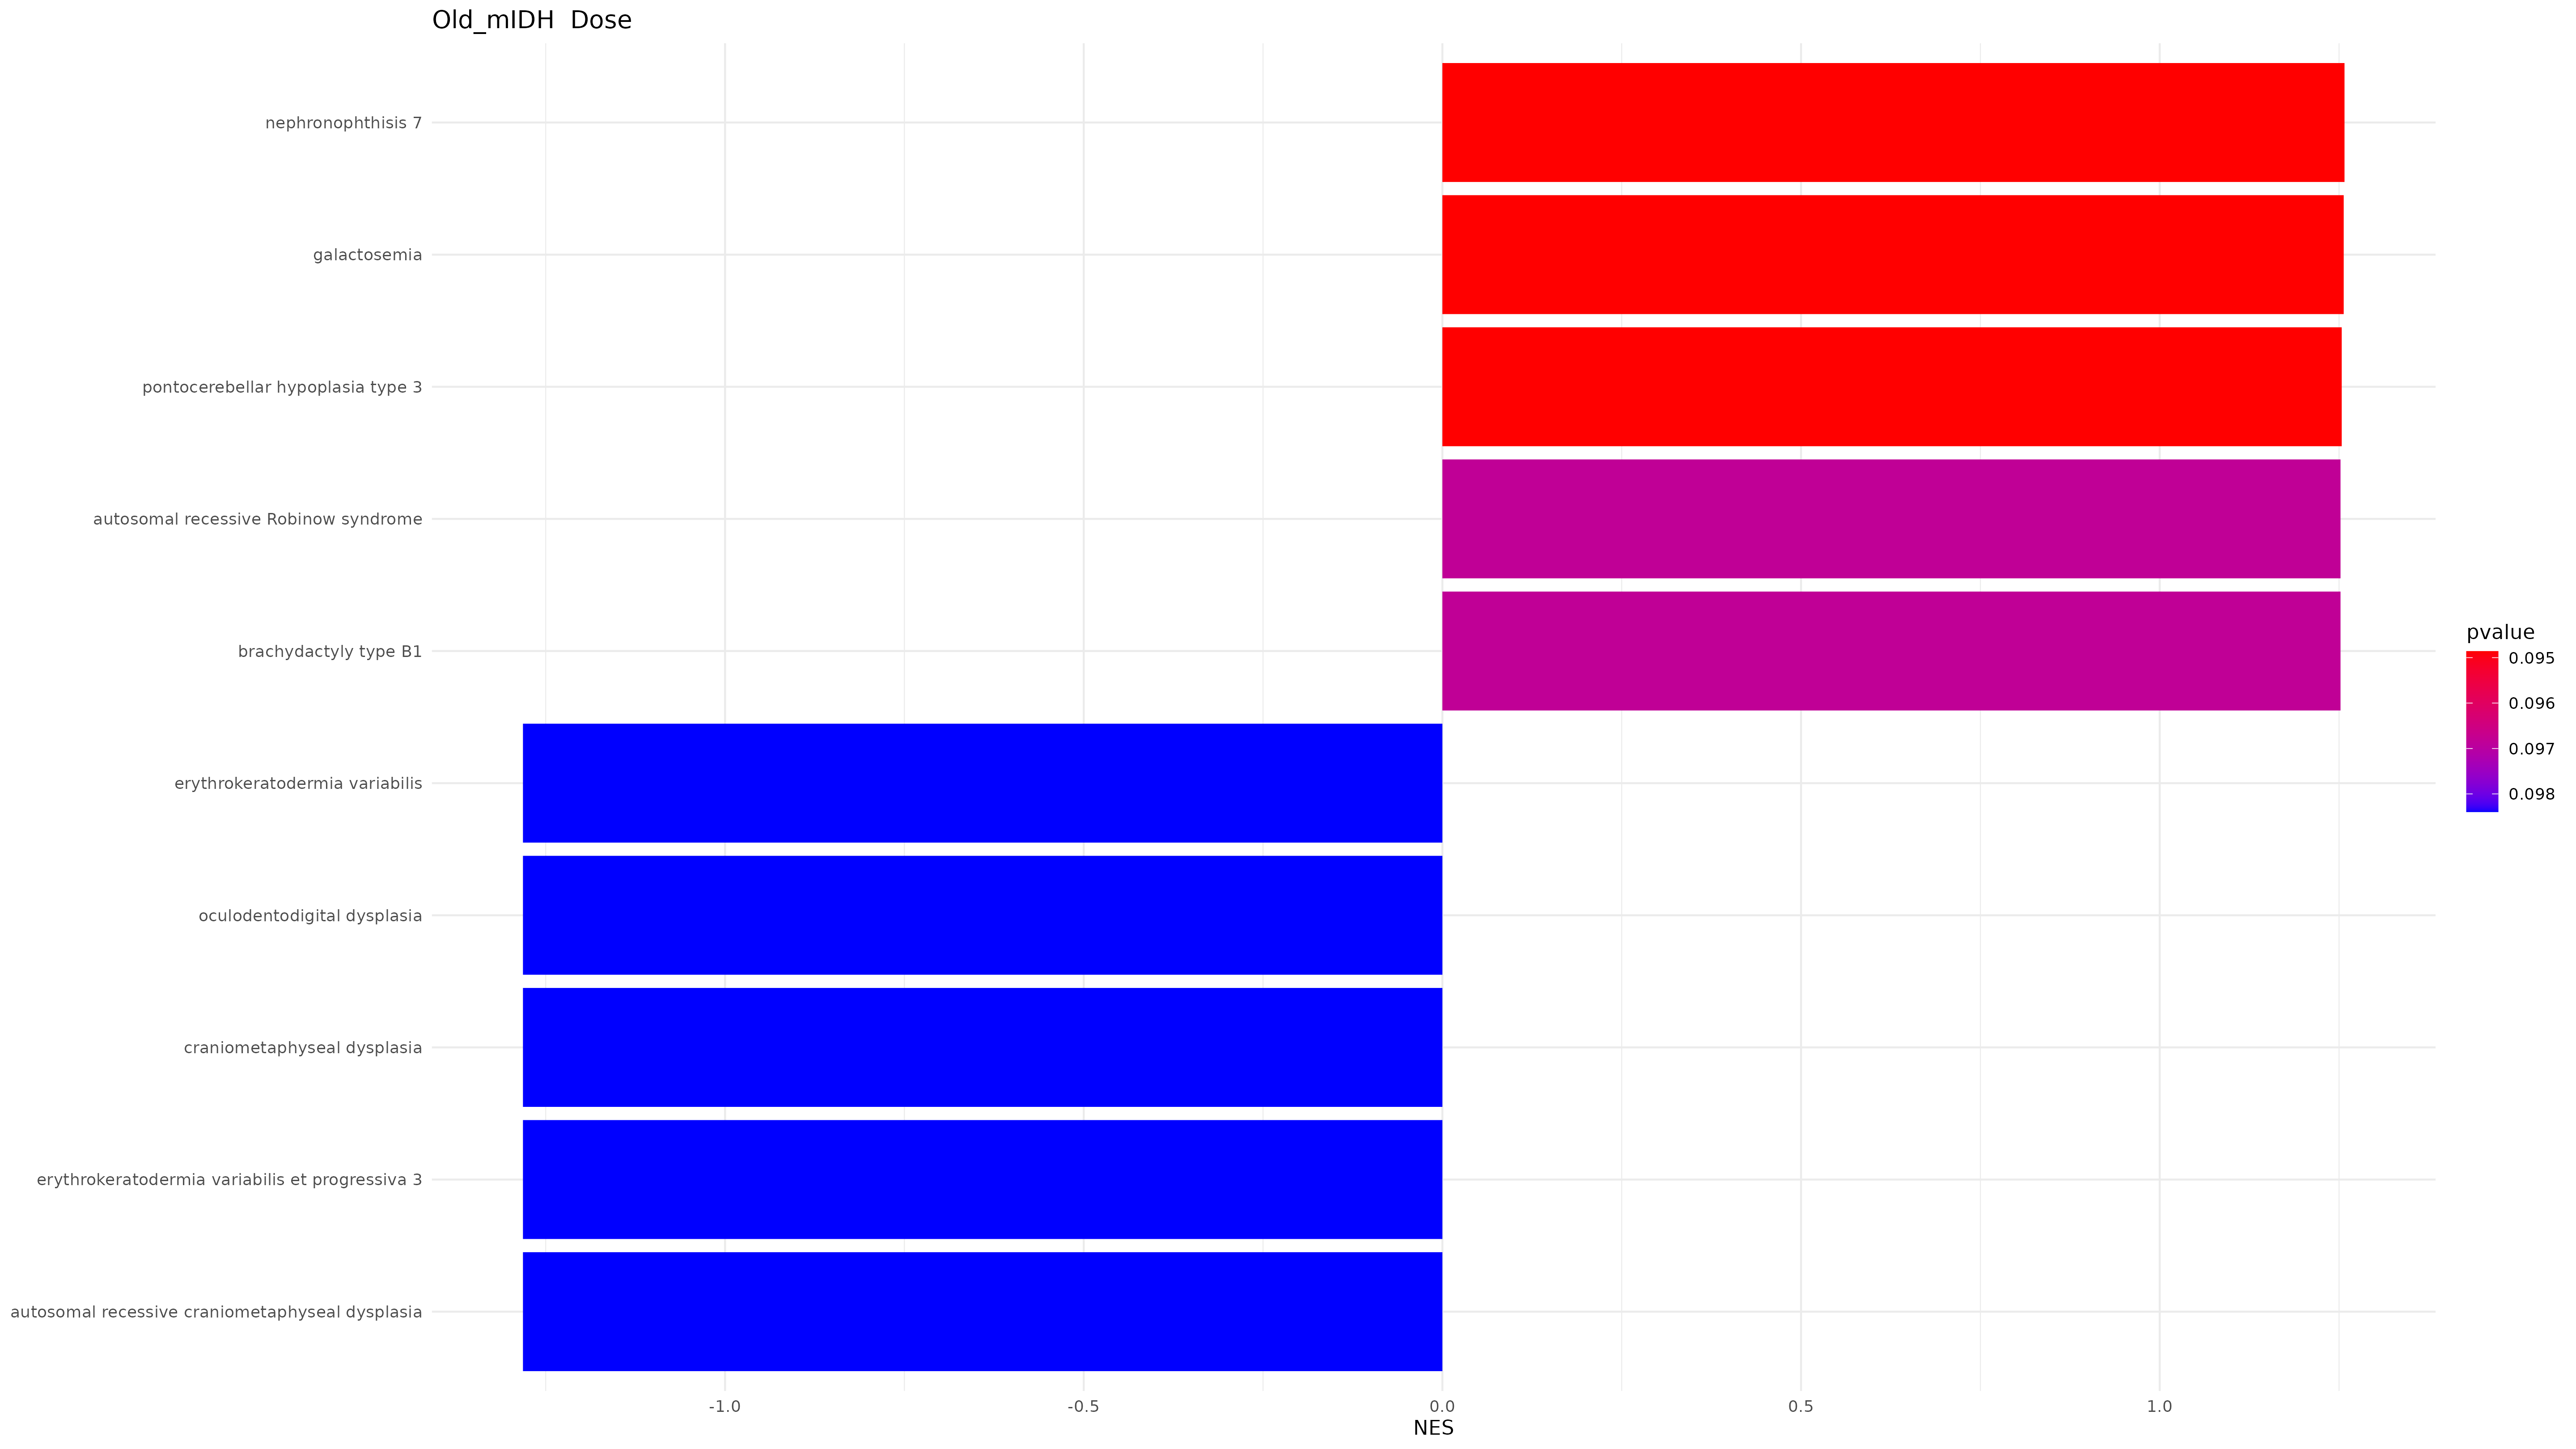 Old_mIDH  Dose
nephronophthisis 7
galactosemia
pontocerebellar hypoplasia type 3
autosomal recessive Robinow syndrome
brachydactyly type B1
erythrokeratodermia variabilis
oculodentodigital dysplasia
craniometaphyseal dysplasia
erythrokeratodermia variabilis et progressiva 3
autosomal recessive craniometaphyseal dysplasia
-1.0 -0.5 0.0 0.5 1.0
NES
pvalue
0.095
0.096
0.097
0.098